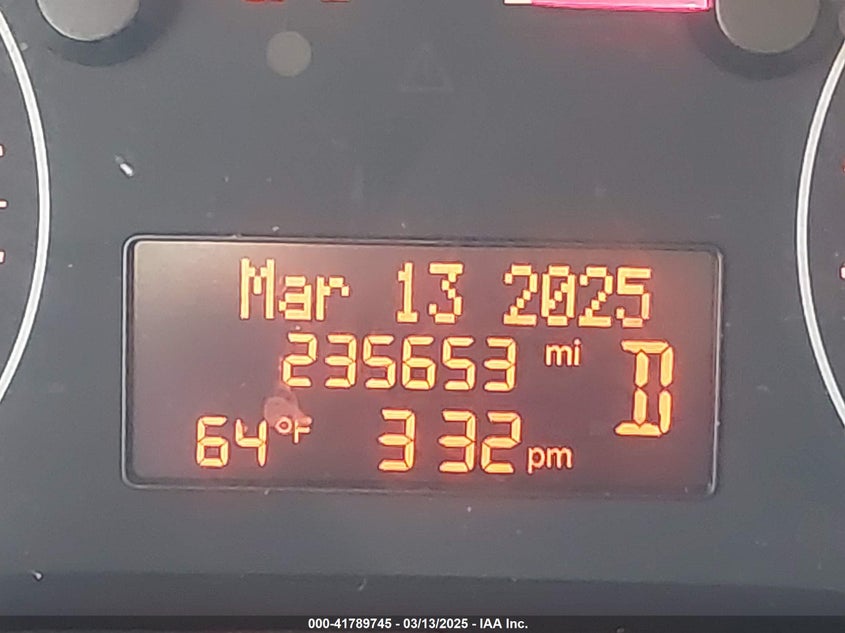 Mar 13 2025
235653 mi
D
64°F 3 32 pm
000-41789745 - 03/13/2025 - IAA Inc.